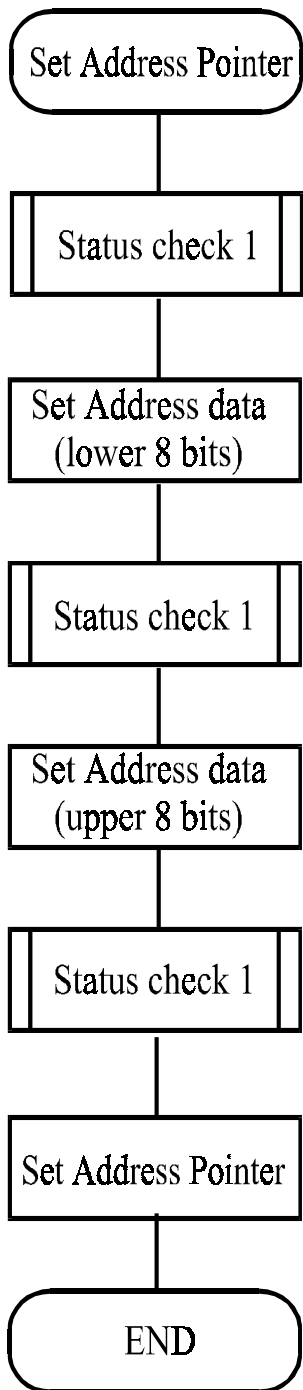 Set Address Pointer
Status check 1
Set Address data
(lower 8 bits)
Status check 1
Set Address data
(upper 8 bits)
Status check 1
Set Address Pointer
END